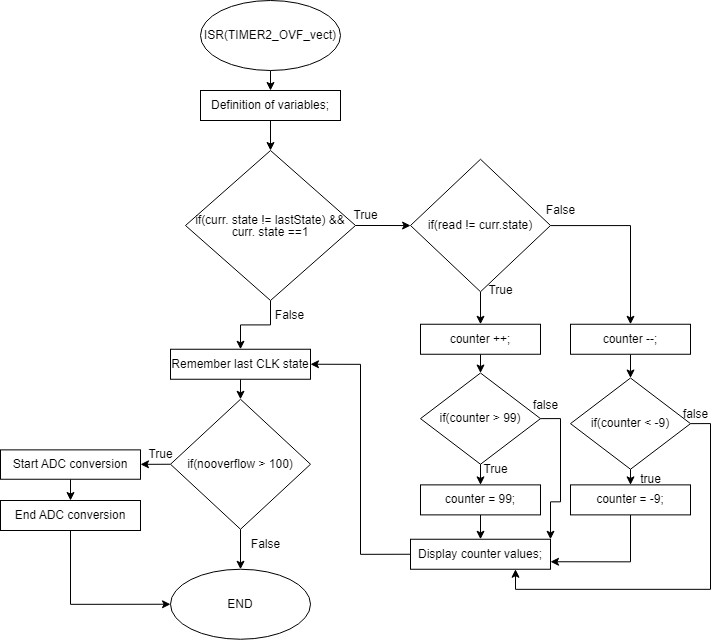 ISR(TIMER2_OVF_vect)
Definition of variables;
if(curr. state != lastState) &&
curr. state ==1
True
if(read != curr.state)
False
True
False
counter ++;
counter --;
Remember last CLK state
if(counter > 99)
false
if(counter < -9)
false
True
if(nooverflow > 100)
Start ADC conversion
True
true
counter = 99;
counter = -9;
End ADC conversion
False
Display counter values;
END